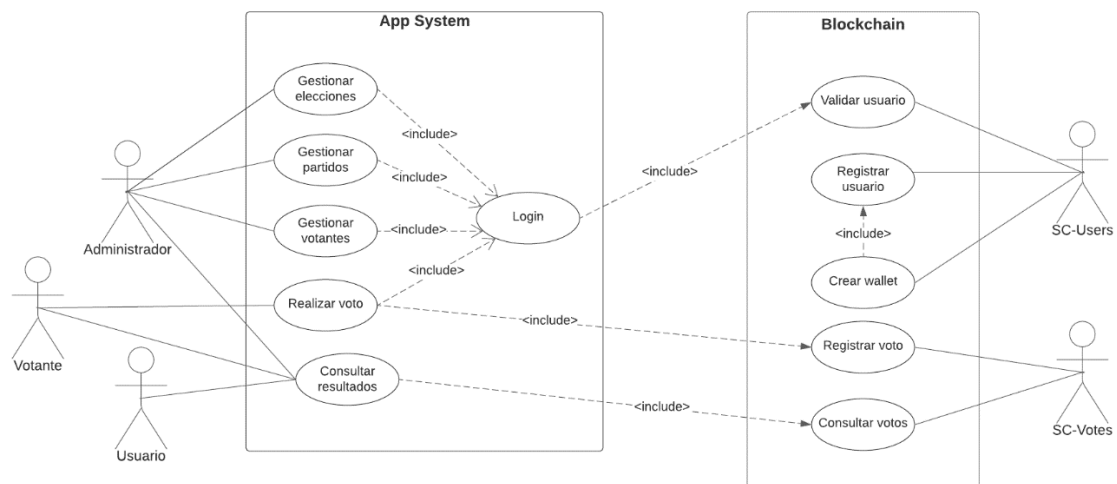 App System
Blockchain
Gestionar
elecciones
Validar usuario
<include>
Gestionar
partidos
<include>
<include>
Registrar
usuario
Login
Gestionar
votantes
<include>
<include>
Administrador
SC-Users
<include>
Crear wallet
Realizar voto
<include>
Registrar voto
Votante
Consultar
resultados
<include>
Consultar votos
SC-Votes
Usuario